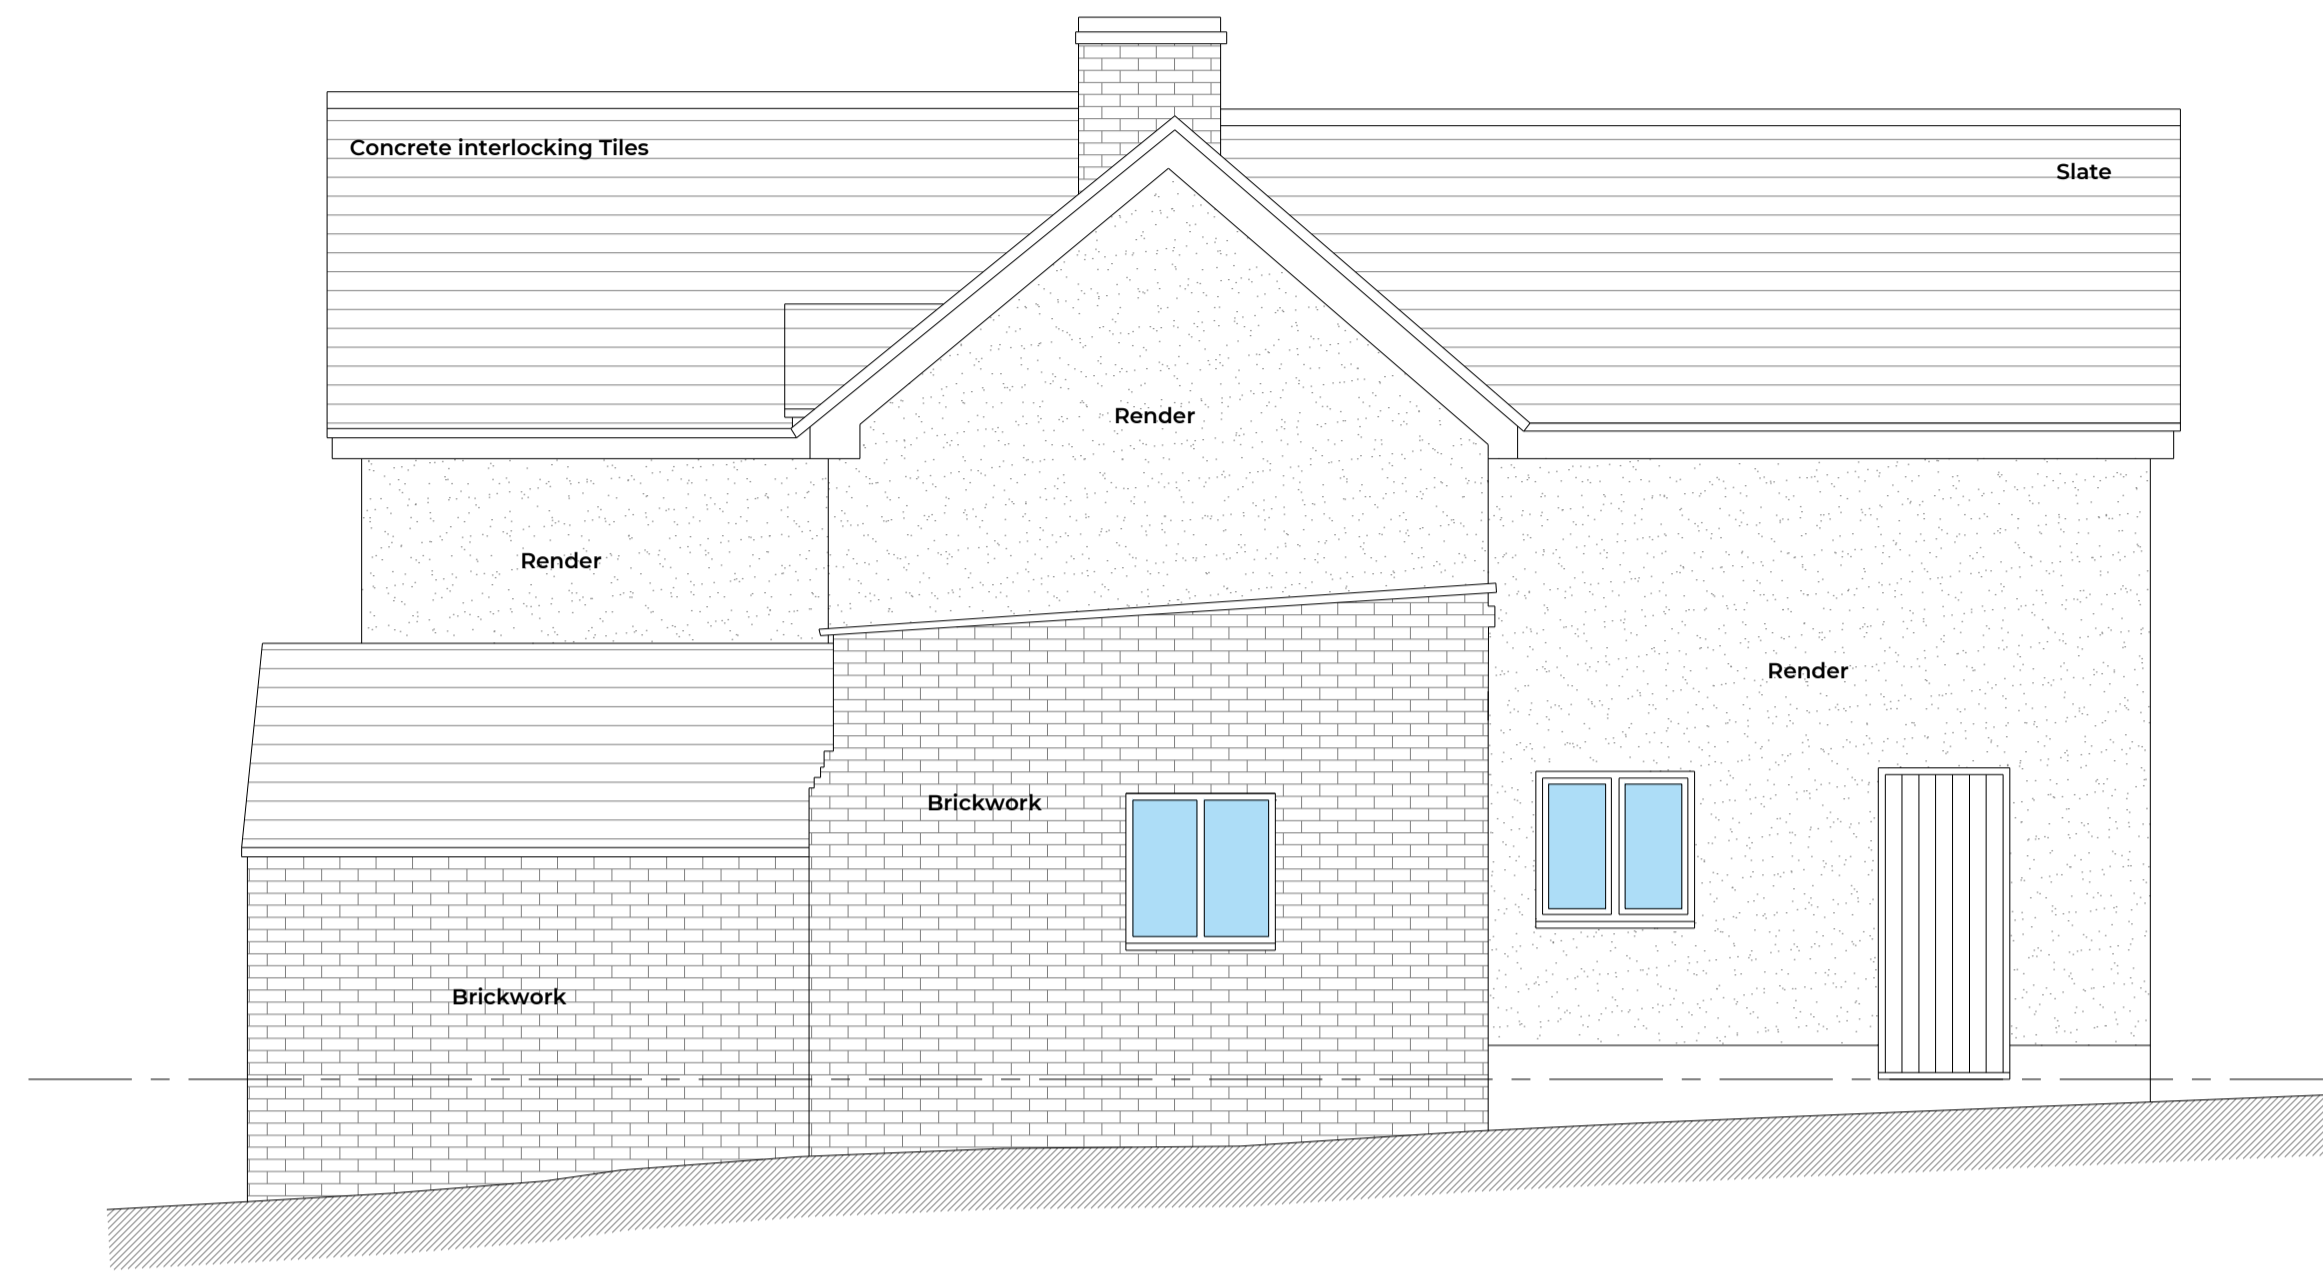 Concrete interlocking Tiles
Slate
Render
Render
Render
Brickwork
Brickwork